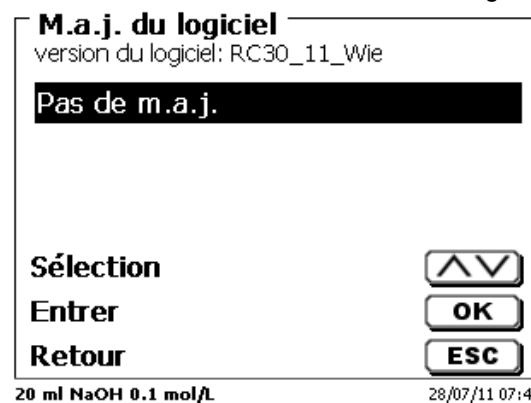 M.a.j. du logiciel
version du logiciel: RC30_11_Wie
Pas de m.a.j.
Sélection
Entrer OK
Retour ESC
20 ml NaOH 0.1 mol/L 28/07/11 07:4